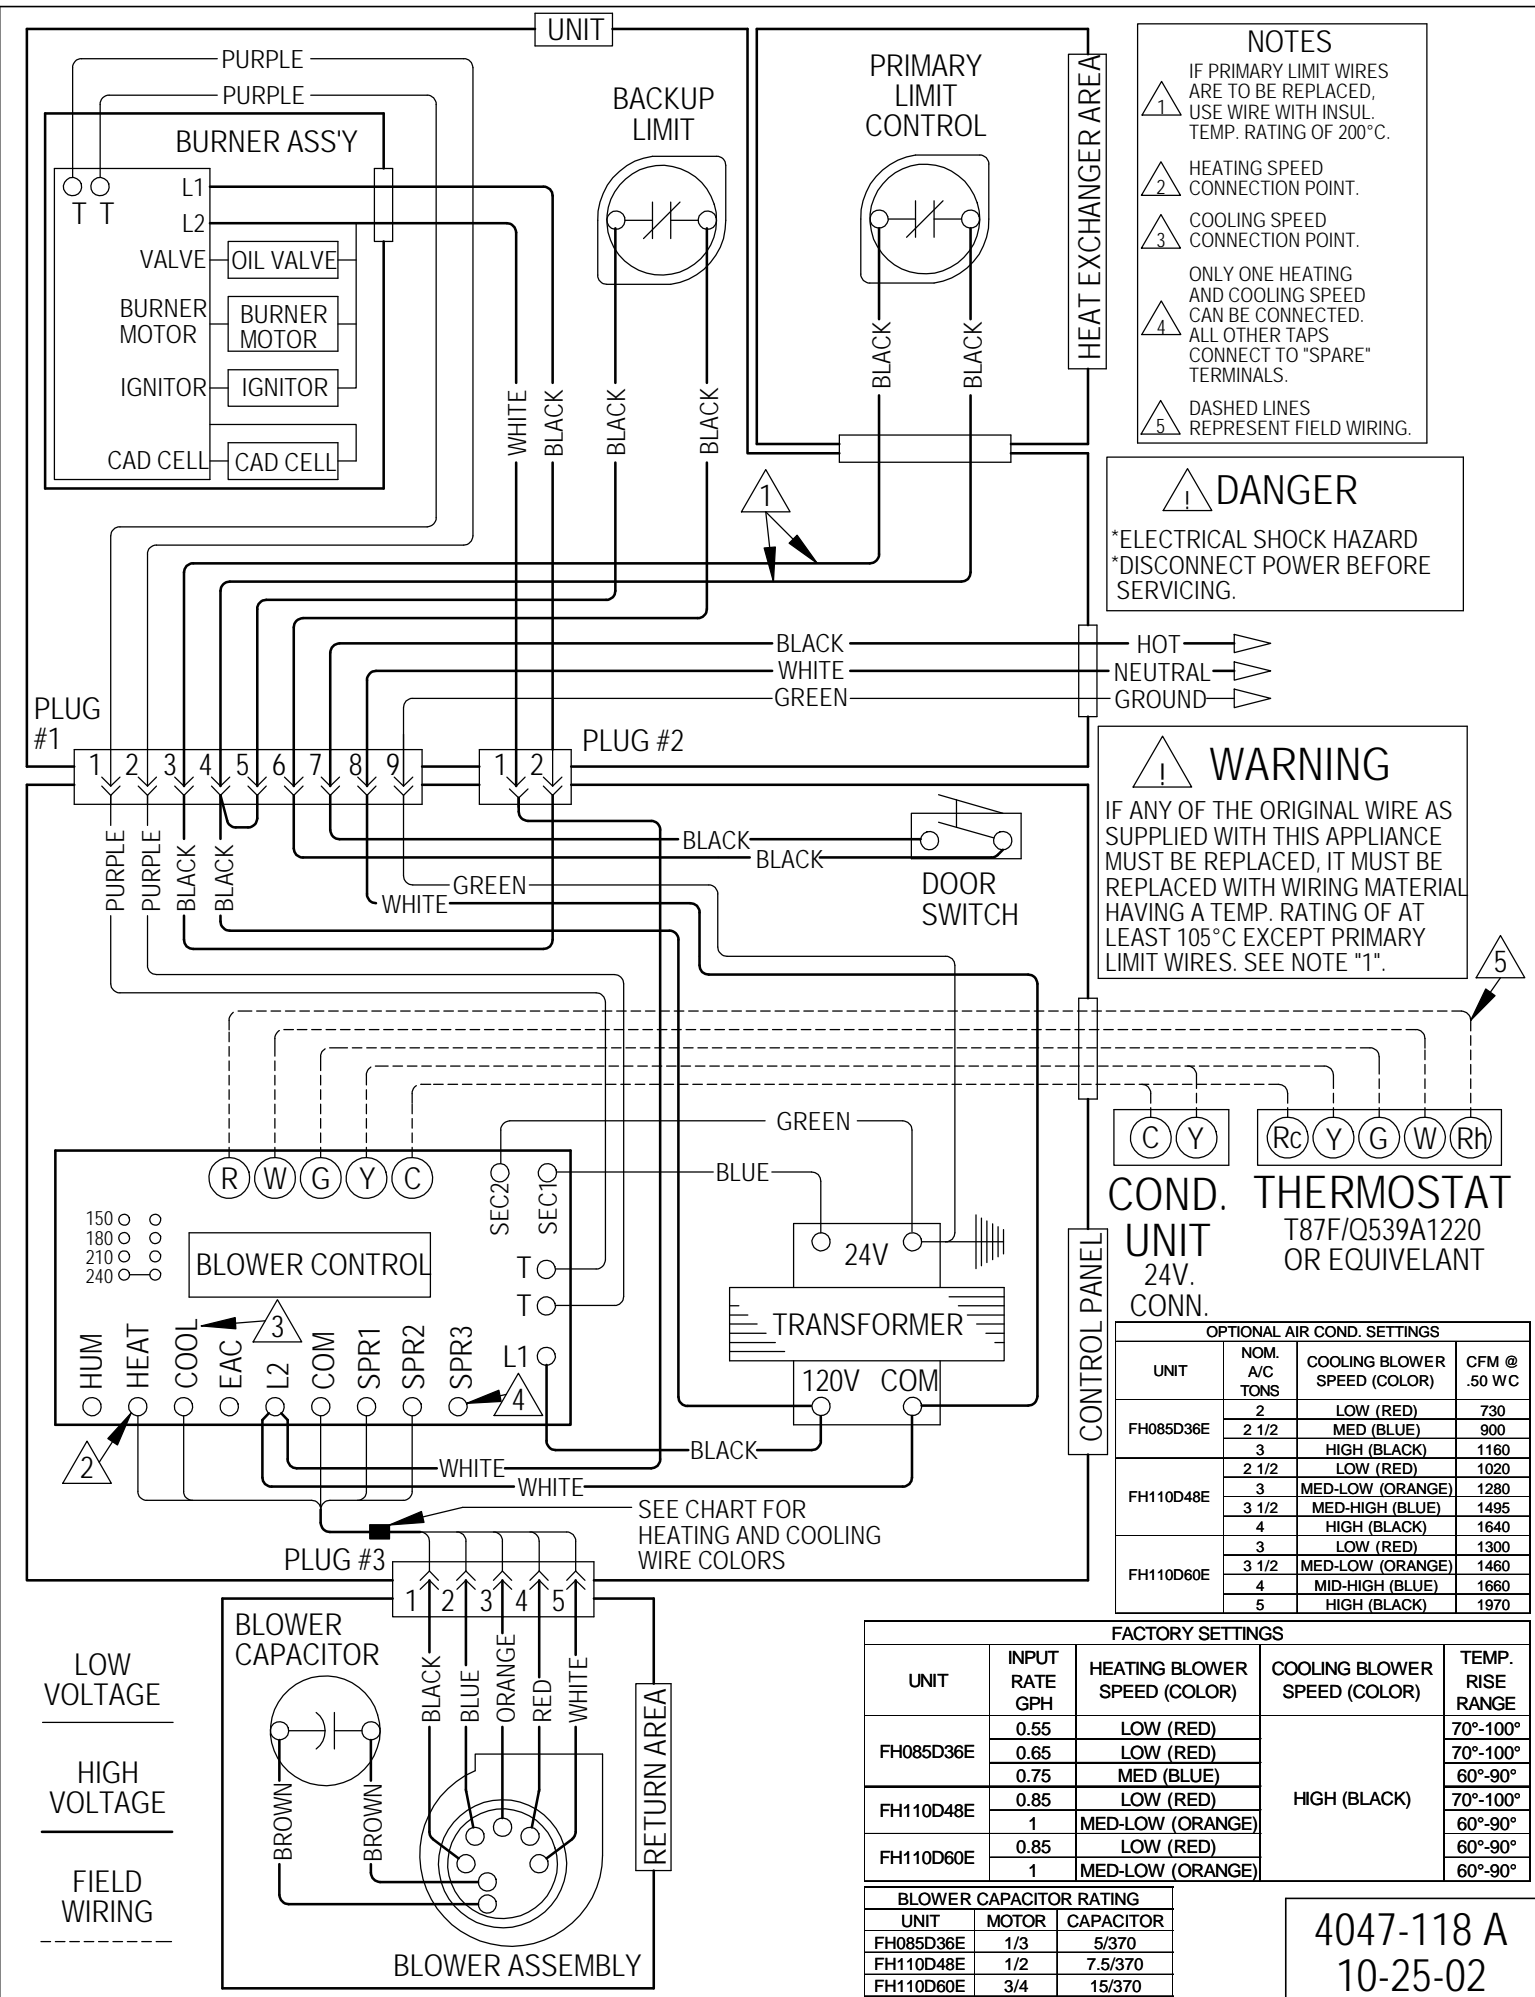 UNIT
PURPLE
PURPLE
BURNER ASS'Y
T T
L1
L2
VALVE
OIL VALVE
BURNER
MOTOR
BURNER
MOTOR
IGNITOR
IGNITOR
CAD CELL
CAD CELL
WHITE
BLACK
BACKUP
LIMIT
BLACK
BLACK
PRIMARY
LIMIT
CONTROL
BLACK
BLACK
HEAT EXCHANGER AREA
1
NOTES
1
IF PRIMARY LIMIT WIRES
ARE TO BE REPLACED,
USE WIRE WITH INSUL.
TEMP. RATING OF 200°C.
2
HEATING SPEED
CONNECTION POINT.
3
COOLING SPEED
CONNECTION POINT.
4
ONLY ONE HEATING
AND COOLING SPEED
CAN BE CONNECTED.
ALL OTHER TAPS
CONNECT TO "SPARE"
TERMINALS.
5
DASHED LINES
REPRESENT FIELD WIRING.
! DANGER
*ELECTRICAL SHOCK HAZARD
*DISCONNECT POWER BEFORE
SERVICING.
BLACK HOT
WHITE NEUTRAL
GREEN GROUND
PLUG
#1
1 2 3 4 5 6 7 8 9
PLUG #2
1 2
! WARNING
IF ANY OF THE ORIGINAL WIRE AS
SUPPLIED WITH THIS APPLIANCE
MUST BE REPLACED, IT MUST BE
REPLACED WITH WIRING MATERIAL
HAVING A TEMP. RATING OF AT
LEAST 105°C EXCEPT PRIMARY
LIMIT WIRES. SEE NOTE "1".
5
PURPLE
PURPLE
BLACK
BLACK
BLACK
BLACK
GREEN
WHITE
DOOR
SWITCH
GREEN
BLUE
R W G Y C
SEC2
SEC1
150
180
210
240
BLOWER CONTROL
T
T
L1
3
HUM
HEAT
COOL
EAC
L2
COM
SPR1
SPR2
SPR3
4
2
24V
TRANSFORMER
120V COM
BLACK
WHITE
WHITE
CONTROL PANEL
C Y
COND.
UNIT
24V.
CONN.
Rc Y G W Rh
THERMOSTAT
T87F/Q539A1220
OR EQUIVELANT
SEE CHART FOR
HEATING AND COOLING
WIRE COLORS
PLUG #3
1 2 3 4 5
BLACK
BLUE
ORANGE
RED
WHITE
BLOWER
CAPACITOR
BROWN
BROWN
RETURN AREA
BLOWER ASSEMBLY
LOW
VOLTAGE
HIGH
VOLTAGE
FIELD
WIRING
OPTIONAL AIR COND. SETTINGS
UNIT | NOM. A/C TONS | COOLING BLOWER SPEED (COLOR) | CFM @ .50 WC
FH085D36E | 2 | LOW (RED) | 730
2 1/2 | MED (BLUE) | 900
3 | HIGH (BLACK) | 1160
FH110D48E | 2 1/2 | LOW (RED) | 1020
3 | MED-LOW (ORANGE) | 1280
3 1/2 | MED-HIGH (BLUE) | 1495
4 | HIGH (BLACK) | 1640
FH110D60E | 3 | LOW (RED) | 1300
3 1/2 | MED-LOW (ORANGE) | 1460
4 | MID-HIGH (BLUE) | 1660
5 | HIGH (BLACK) | 1970
FACTORY SETTINGS
UNIT | INPUT RATE GPH | HEATING BLOWER SPEED (COLOR) | COOLING BLOWER SPEED (COLOR) | TEMP. RISE RANGE
FH085D36E | 0.55 | LOW (RED) | HIGH (BLACK) | 70°-100°
0.65 | LOW (RED) | 70°-100°
0.75 | MED (BLUE) | 60°-90°
FH110D48E | 0.85 | LOW (RED) | 70°-100°
1 | MED-LOW (ORANGE) | 60°-90°
FH110D60E | 0.85 | LOW (RED) | 60°-90°
1 | MED-LOW (ORANGE) | 60°-90°
BLOWER CAPACITOR RATING
UNIT | MOTOR | CAPACITOR
FH085D36E | 1/3 | 5/370
FH110D48E | 1/2 | 7.5/370
FH110D60E | 3/4 | 15/370
4047-118 A
10-25-02